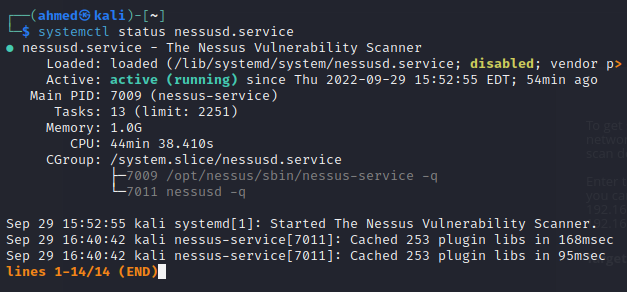 ┌──(ahmed㉿kali)-[~]
└─$ systemctl status nessusd.service
● nessusd.service - The Nessus Vulnerability Scanner
Loaded: loaded (/lib/systemd/system/nessusd.service; disabled; vendor p>
Active: active (running) since Thu 2022-09-29 15:52:55 EDT; 54min ago
Main PID: 7009 (nessus-service)
Tasks: 13 (limit: 2251)
Memory: 1.0G
CPU: 44min 38.410s
CGroup: /system.slice/nessusd.service
├─7009 /opt/nessus/sbin/nessus-service -q
└─7011 nessusd -q
Sep 29 15:52:55 kali systemd[1]: Started The Nessus Vulnerability Scanner.
Sep 29 16:40:42 kali nessus-service[7011]: Cached 253 plugin libs in 168msec
Sep 29 16:40:42 kali nessus-service[7011]: Cached 253 plugin libs in 95msec
lines 1-14/14 (END)